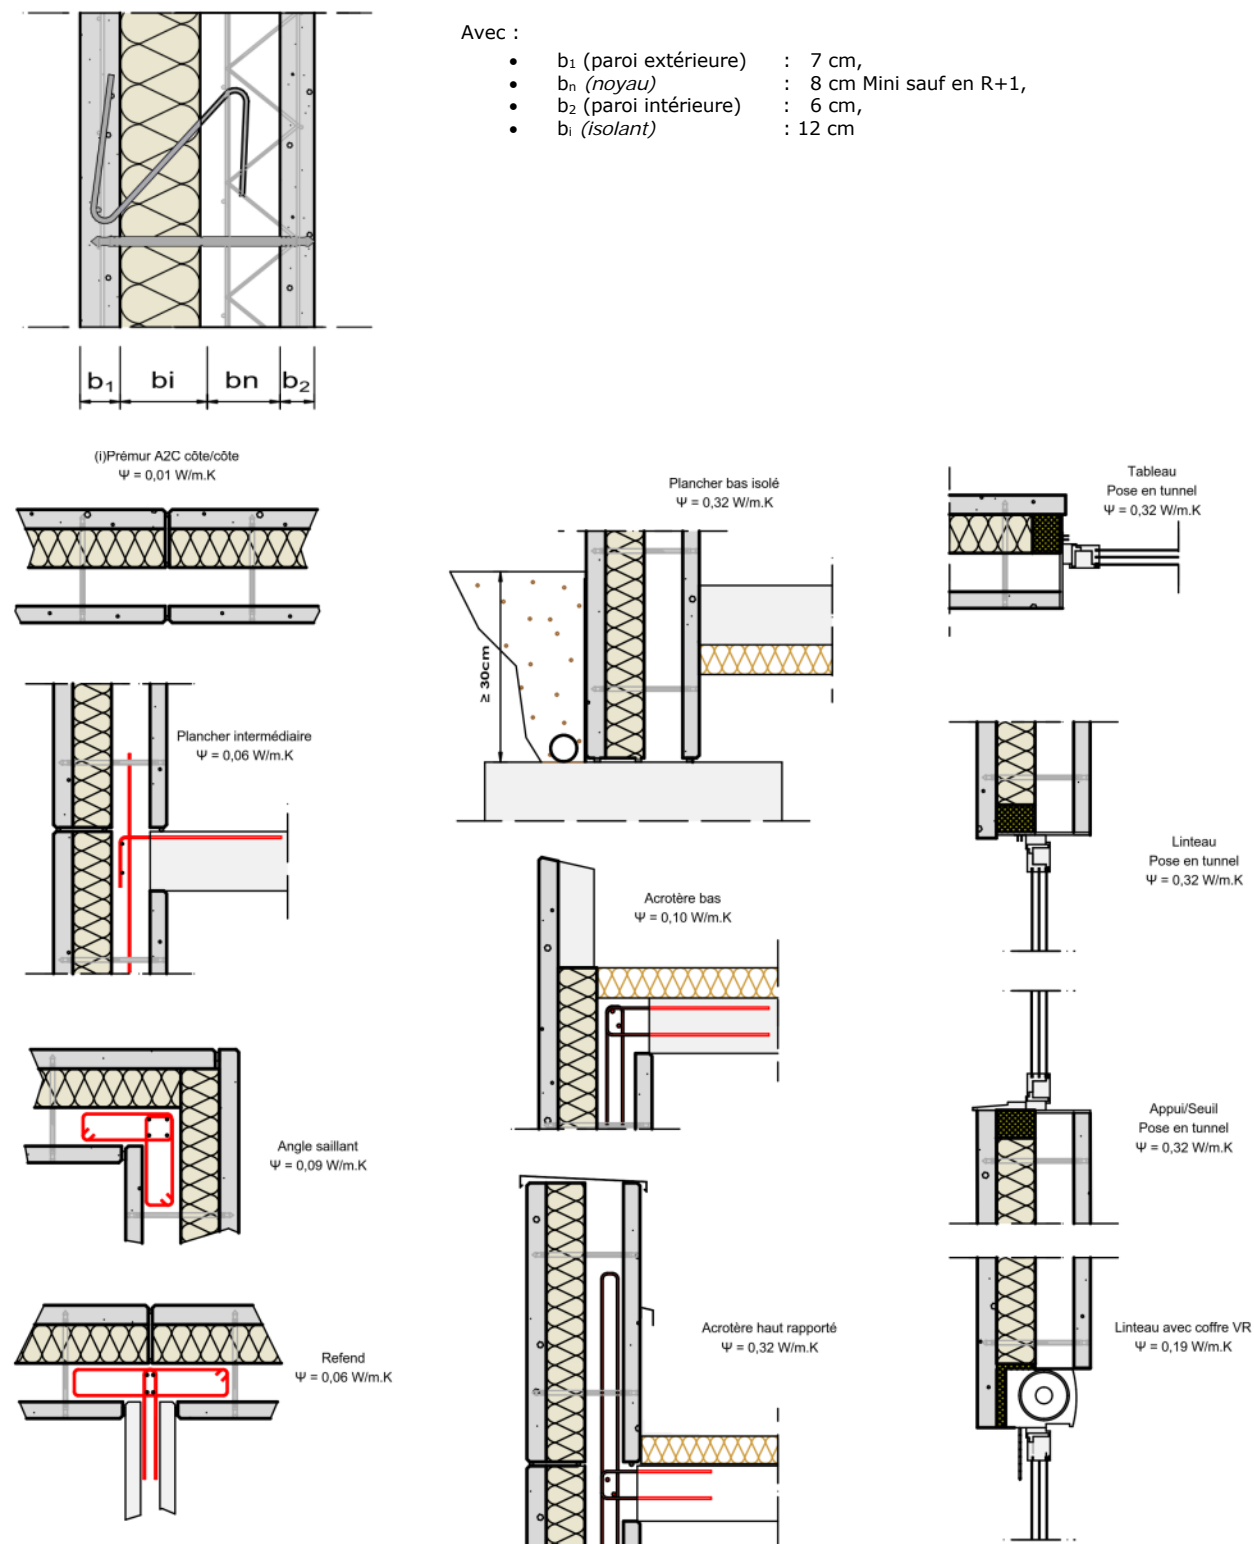 Avec :
• b₁ (paroi extérieure) : 7 cm,
• bₙ (noyau) : 8 cm Mini sauf en R+1,
• b₂ (paroi intérieure) : 6 cm,
• bᵢ (isolant) : 12 cm
b₁ bi bn b₂
(i)Prémur A2C côte/côte
Ψ = 0,01 W/m.K
Plancher intermédiaire
Ψ = 0,06 W/m.K
Angle saillant
Ψ = 0,09 W/m.K
Refend
Ψ = 0,06 W/m.K
Plancher bas isolé
Ψ = 0,32 W/m.K
≥ 30cm
Acrotère bas
Ψ = 0,10 W/m.K
Acrotère haut rapporté
Ψ = 0,32 W/m.K
Tableau
Pose en tunnel
Ψ = 0,32 W/m.K
Linteau
Pose en tunnel
Ψ = 0,32 W/m.K
Appui/Seuil
Pose en tunnel
Ψ = 0,32 W/m.K
Linteau avec coffre VR
Ψ = 0,19 W/m.K